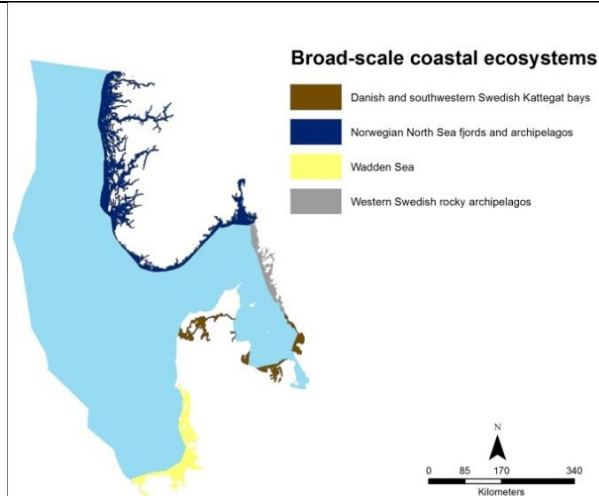 Broad-scale coastal ecosystems
Danish and southwestern Swedish Kattegat bays
Norwegian North Sea fjords and archipelagos
Wadden Sea
Western Swedish rocky archipelagos
N
0 85 170 340
Kilometers